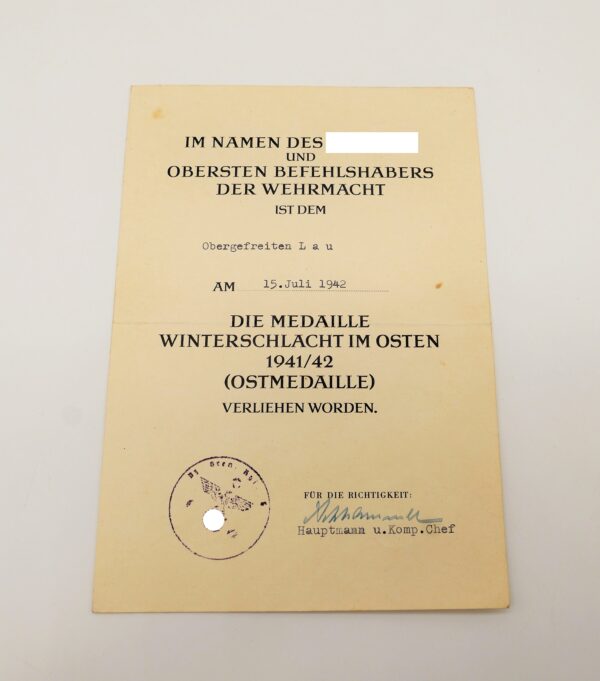 IM NAMEN DES
UND
OBERSTEN BEFEHLSHABERS
DER WEHRMACHT
IST DEM
Obergefreiten L a u
AM 15.Juli 1942
DIE MEDAILLE
WINTERSCHLACHT IM OSTEN
1941/42
(OSTMEDAILLE)
VERLIEHEN WORDEN.
FÜR DIE RICHTIGKEIT:
Hauptmann u.Komp.Chef